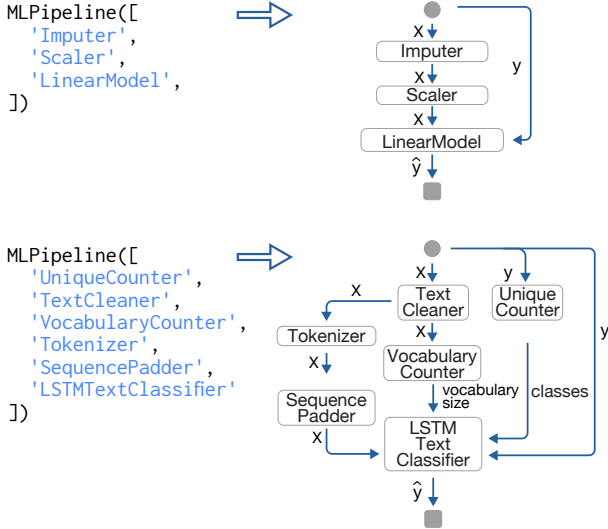 MLPipeline([
'Imputer',
'Scaler',
'LinearModel',
])
X
Imputer
X
Scaler
X
y
LinearModel
ŷ
MLPipeline([
'UniqueCounter',
'TextCleaner',
'VocabularyCounter',
'Tokenizer',
'SequencePadder',
'LSTMTextClassifier'
])
X
y
X
Text
Cleaner
Unique
Counter
Tokenizer
X
y
X
Vocabulary
Counter
vocabulary
size
classes
Sequence
Padder
X
LSTM
Text
Classifier
ŷ